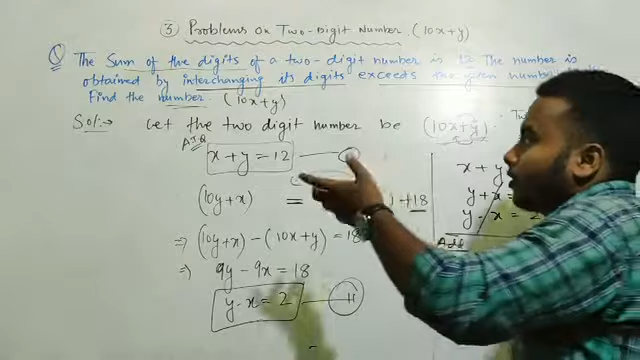 ③ Problems On Two-Digit Number. (10x+y)
Q The Sum of the digits of a two-digit number is 12. The number is
obtained by interchanging its digits exceeds the given number
Find the number. (10x+y)
Sol:→ Let the two digit number be (10x+y).
A.T.Q
x + y = 12
(10y+x) = + 18
⇒ (10y+x) - (10x+y) = 18
⇒ 9y - 9x = 18
y - x = 2 — II
x + y
y + x =
y - x = 2
Add